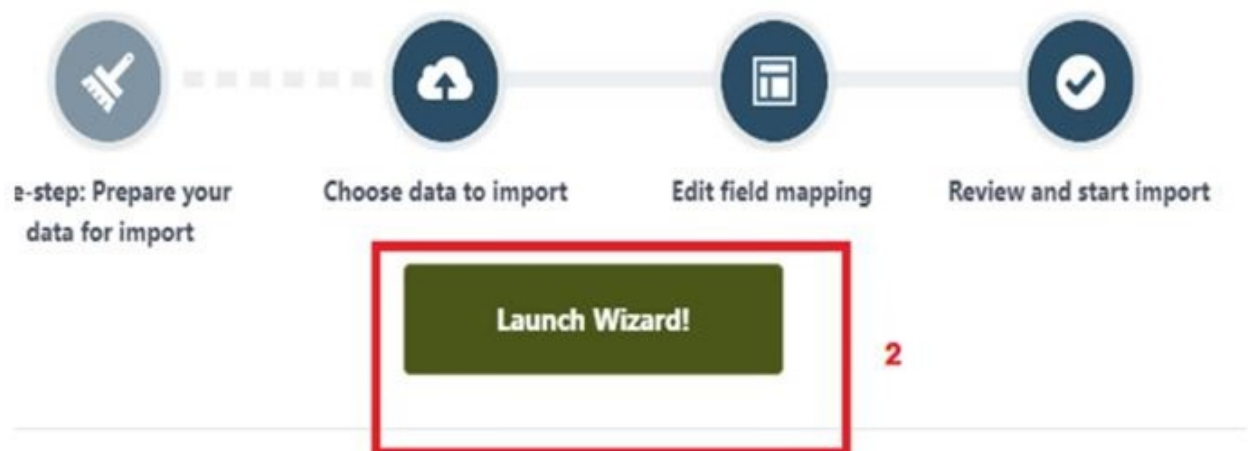 e-step: Prepare your
data for import
Choose data to import
Edit field mapping
Review and start import
Launch Wizard!
2